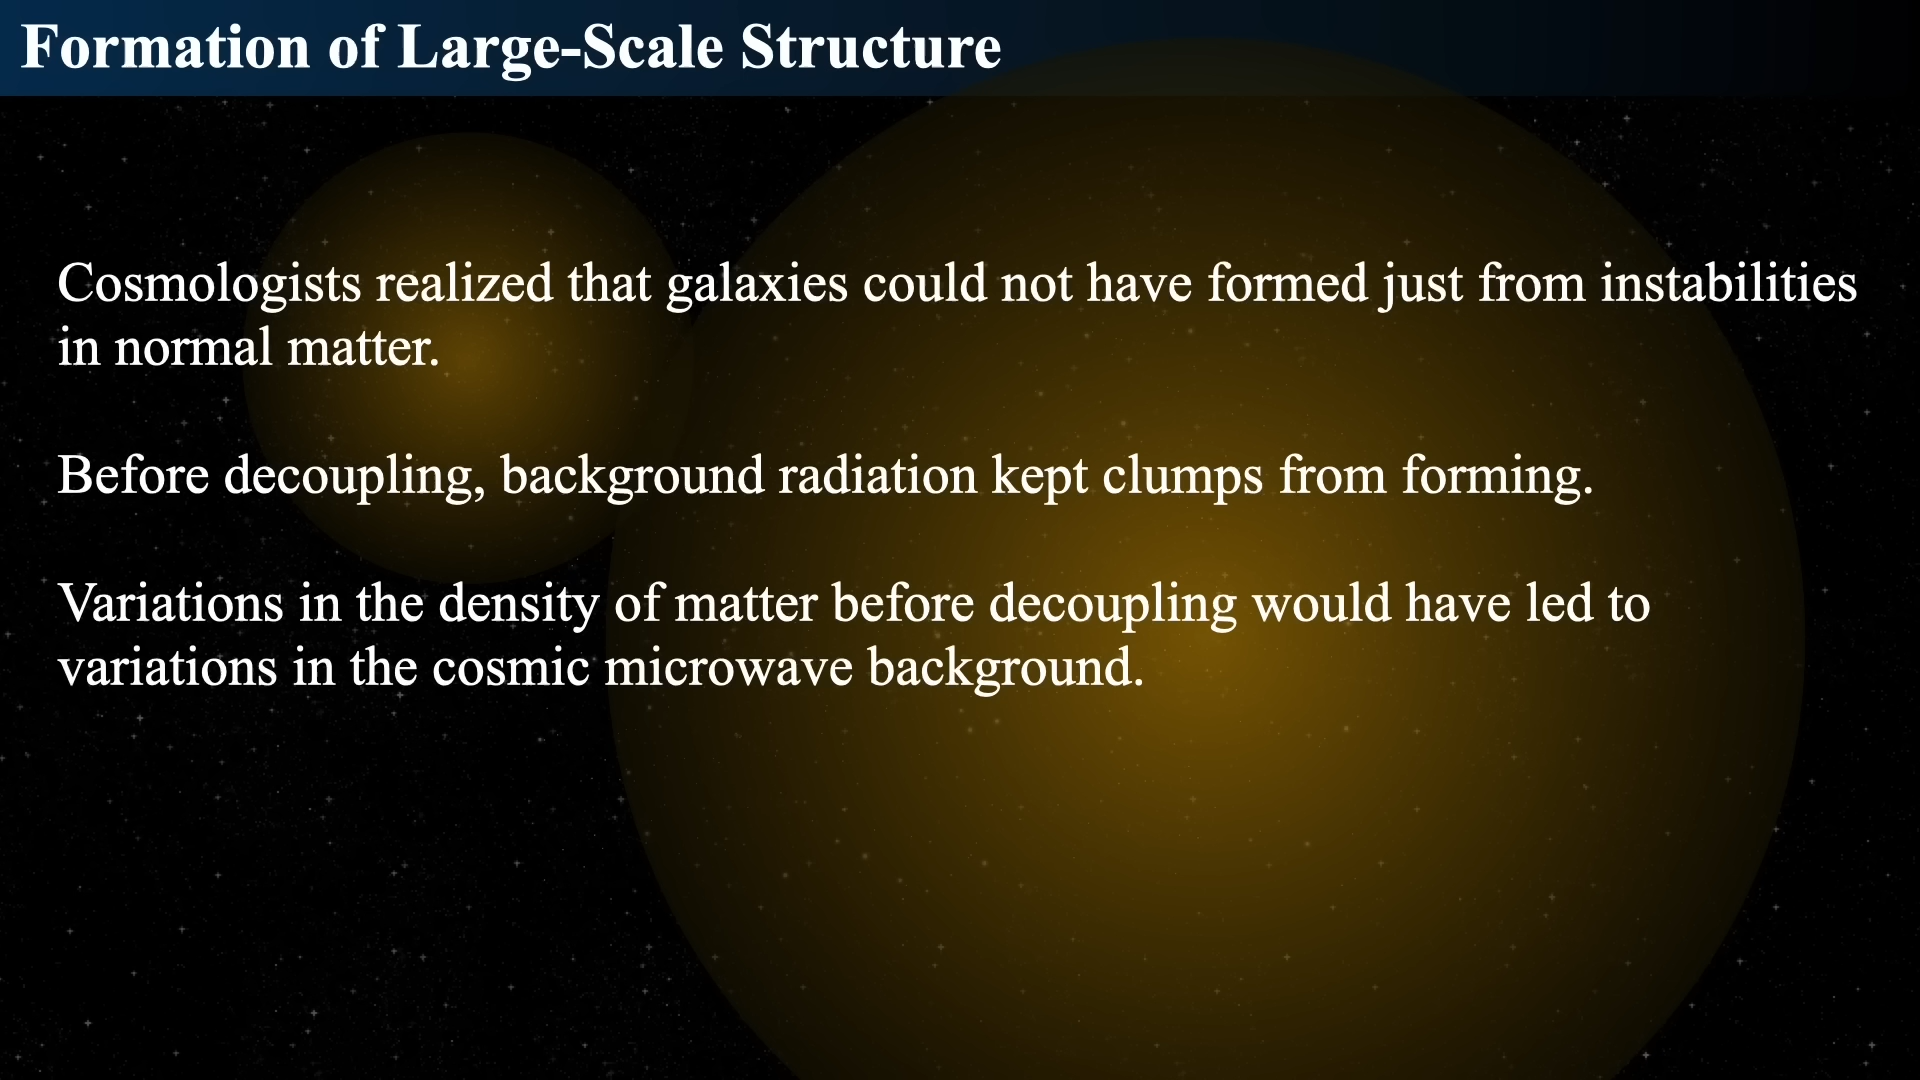 Formation of Large-Scale Structure
Cosmologists realized that galaxies could not have formed just from instabilities
in normal matter.
Before decoupling, background radiation kept clumps from forming.
Variations in the density of matter before decoupling would have led to
variations in the cosmic microwave background.